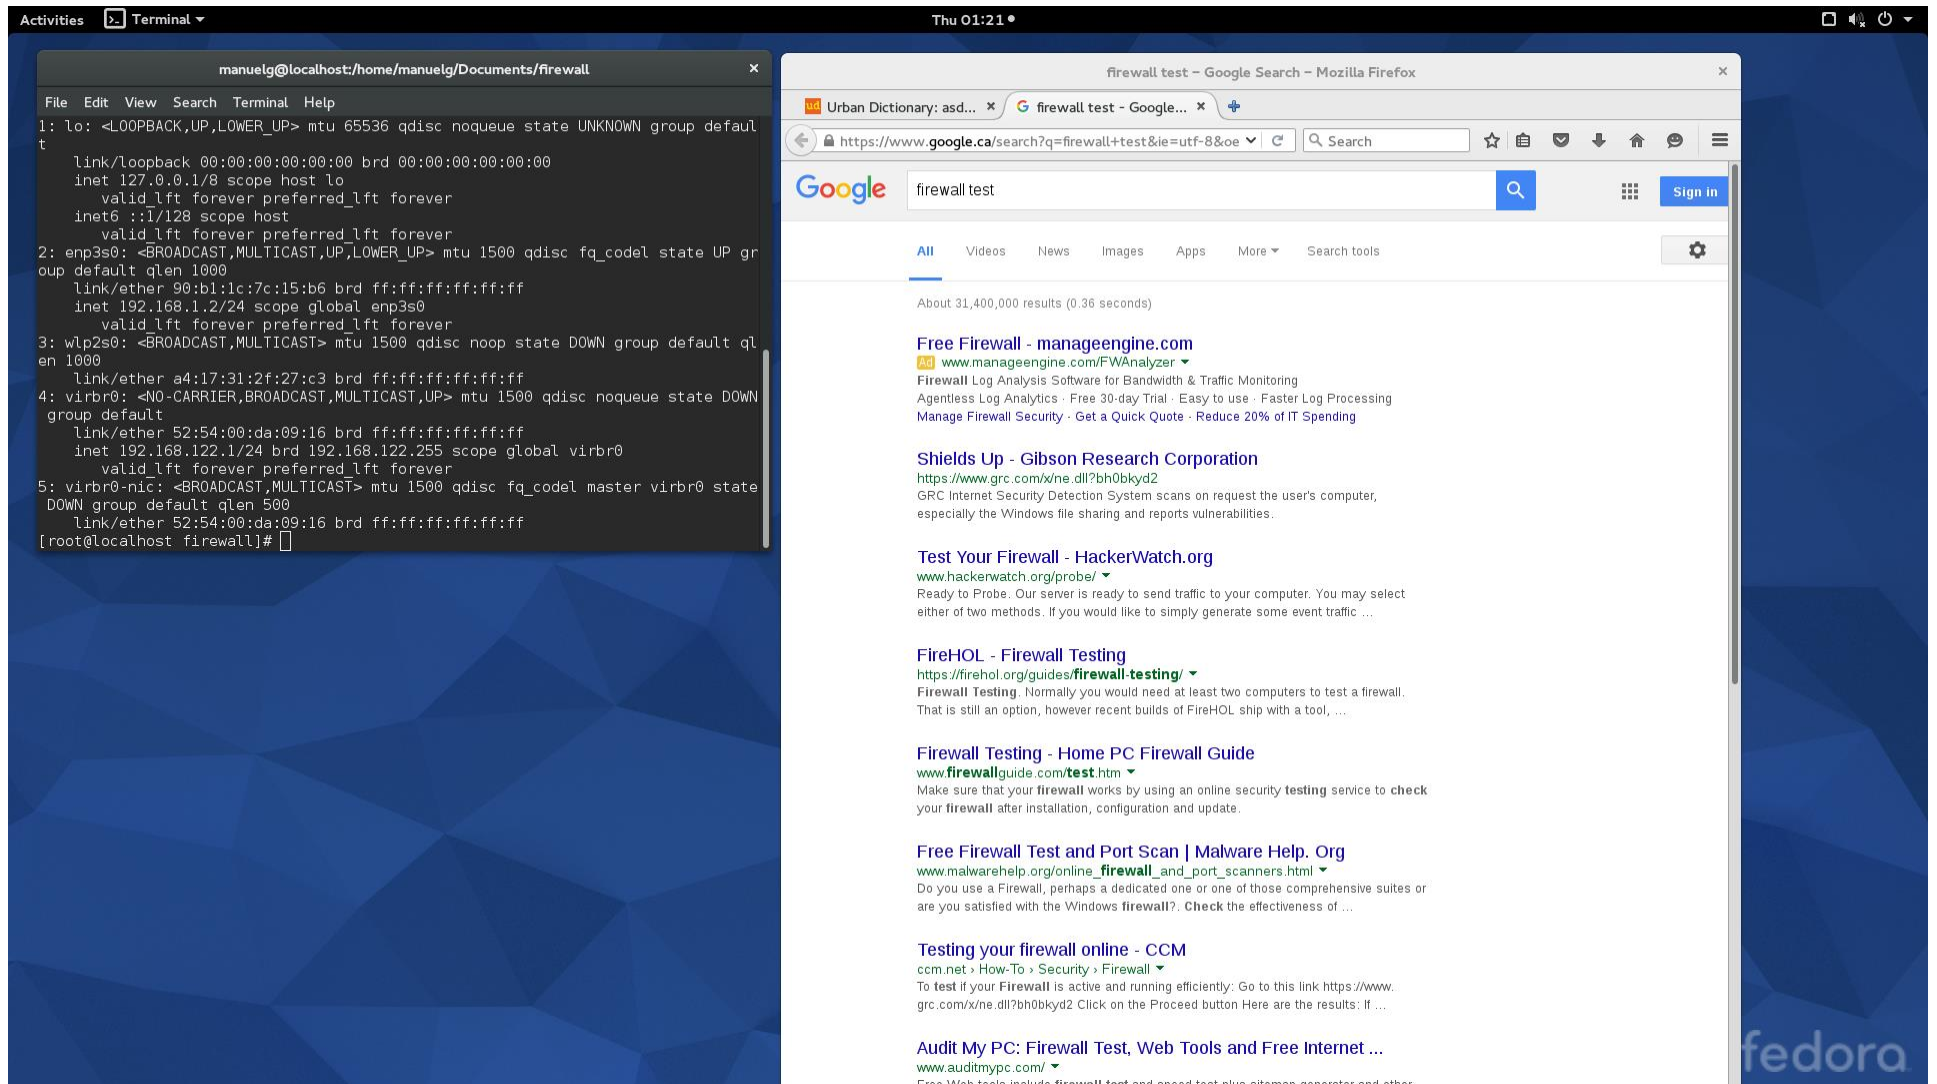 Activities
Terminal
Thu 01:21
manuelg@localhost:/home/manuelg/Documents/firewall
File Edit View Search Terminal Help
1: lo: <LOOPBACK,UP,LOWER_UP> mtu 65536 qdisc noqueue state UNKNOWN group defaul
t
link/loopback 00:00:00:00:00:00 brd 00:00:00:00:00:00
inet 127.0.0.1/8 scope host lo
valid_lft forever preferred_lft forever
inet6 ::1/128 scope host
valid_lft forever preferred_lft forever
2: enp3s0: <BROADCAST,MULTICAST,UP,LOWER_UP> mtu 1500 qdisc fq_codel state UP gr
oup default qlen 1000
link/ether 90:b1:1c:7c:15:b6 brd ff:ff:ff:ff:ff:ff
inet 192.168.1.2/24 scope global enp3s0
valid_lft forever preferred_lft forever
3: wlp2s0: <BROADCAST,MULTICAST> mtu 1500 qdisc noop state DOWN group default ql
en 1000
link/ether a4:17:31:2f:27:c3 brd ff:ff:ff:ff:ff:ff
4: virbr0: <NO-CARRIER,BROADCAST,MULTICAST,UP> mtu 1500 qdisc noqueue state DOWN
group default
link/ether 52:54:00:da:09:16 brd ff:ff:ff:ff:ff:ff
inet 192.168.122.1/24 brd 192.168.122.255 scope global virbr0
valid_lft forever preferred_lft forever
5: virbr0-nic: <BROADCAST,MULTICAST> mtu 1500 qdisc fq_codel master virbr0 state
DOWN group default qlen 500
link/ether 52:54:00:da:09:16 brd ff:ff:ff:ff:ff:ff
[root@localhost firewall]#
firewall test – Google Search – Mozilla Firefox
ud Urban Dictionary: asd...
G firewall test - Google...
https://www.google.ca/search?q=firewall+test&ie=utf-8&oe
Search
Google
firewall test
Sign in
All Videos News Images Apps More Search tools
About 31,400,000 results (0.36 seconds)
Free Firewall - manageengine.com
Ad www.manageengine.com/FWAnalyzer
Firewall Log Analysis Software for Bandwidth & Traffic Monitoring
Agentless Log Analytics · Free 30-day Trial · Easy to use · Faster Log Processing
Manage Firewall Security · Get a Quick Quote · Reduce 20% of IT Spending
Shields Up - Gibson Research Corporation
https://www.grc.com/x/ne.dll?bh0bkyd2
GRC Internet Security Detection System scans on request the user's computer,
especially the Windows file sharing and reports vulnerabilities.
Test Your Firewall - HackerWatch.org
www.hackerwatch.org/probe/
Ready to Probe. Our server is ready to send traffic to your computer. You may select
either of two methods. If you would like to simply generate some event traffic ...
FireHOL - Firewall Testing
https://firehol.org/guides/firewall-testing/
Firewall Testing. Normally you would need at least two computers to test a firewall.
That is still an option, however recent builds of FireHOL ship with a tool, ...
Firewall Testing - Home PC Firewall Guide
www.firewallguide.com/test.htm
Make sure that your firewall works by using an online security testing service to check
your firewall after installation, configuration and update.
Free Firewall Test and Port Scan | Malware Help. Org
www.malwarehelp.org/online_firewall_and_port_scanners.html
Do you use a Firewall, perhaps a dedicated one or one of those comprehensive suites or
are you satisfied with the Windows firewall?. Check the effectiveness of ...
Testing your firewall online - CCM
ccm.net › How-To › Security › Firewall
To test if your Firewall is active and running efficiently: Go to this link https://www.
grc.com/x/ne.dll?bh0bkyd2 Click on the Proceed button Here are the results: If ...
Audit My PC: Firewall Test, Web Tools and Free Internet ...
www.auditmypc.com/
Free Web tools include firewall test and speed test plus sitemap generator and other
fedora